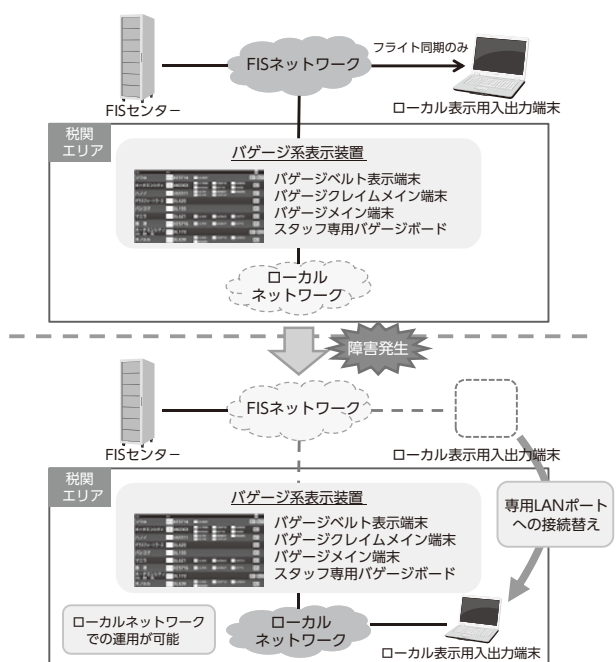 フライト同期のみ
FISネットワーク
FISセンター
ローカル表示用入出力端末
税関
エリア
バゲージ系表示装置
バゲージベルト表示端末
バゲージクレイムメイン端末
バゲージメイン端末
スタッフ専用バゲージボード
ローカル
ネットワーク
障害発生
FISネットワーク
FISセンター
ローカル表示用入出力端末
税関
エリア
バゲージ系表示装置
バゲージベルト表示端末
バゲージクレイムメイン端末
バゲージメイン端末
スタッフ専用バゲージボード
専用LANポート
への接続替え
ローカルネットワーク
での運用が可能
ローカル
ネットワーク
ローカル表示用入出力端末